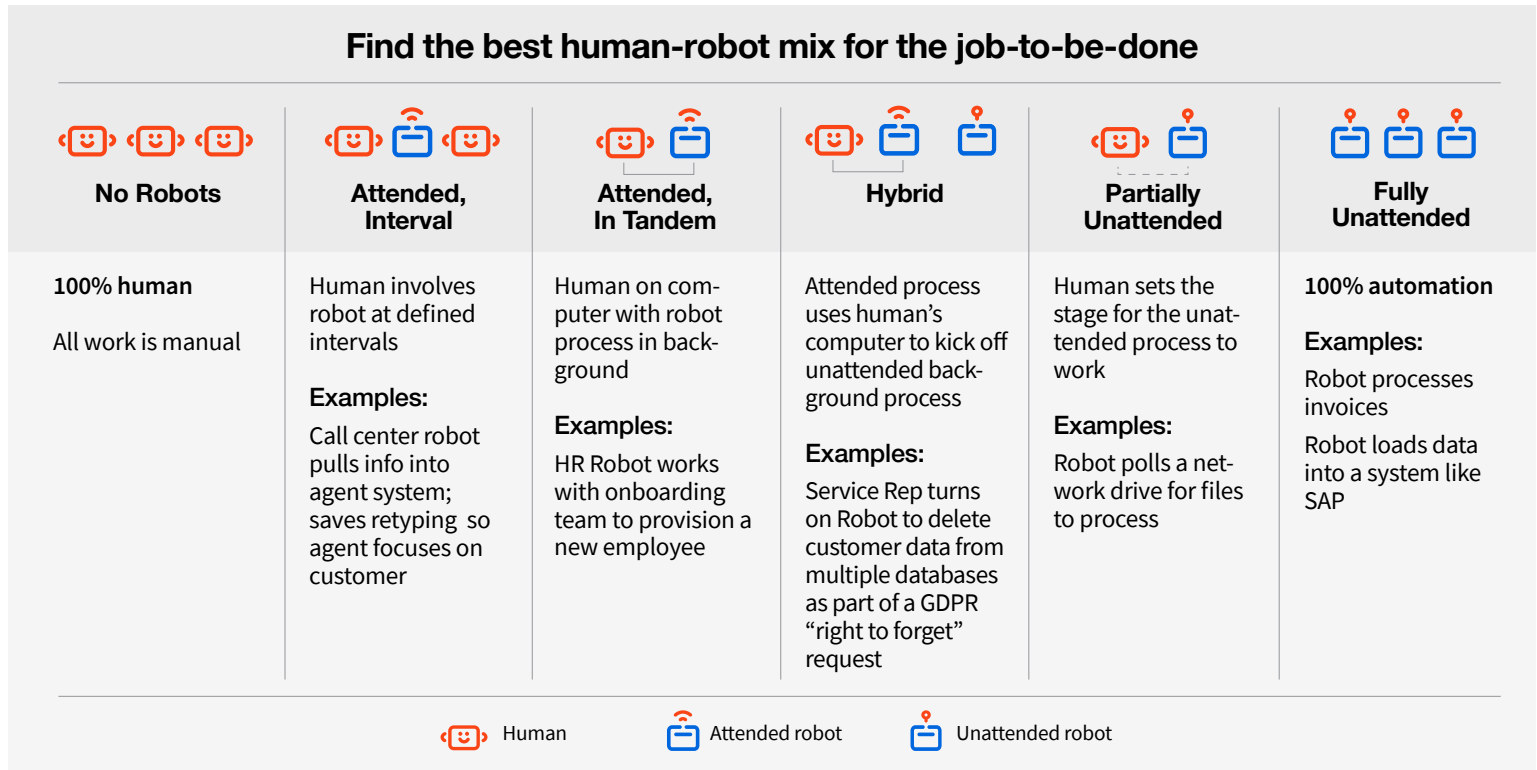 Find the best human-robot mix for the job-to-be-done
No Robots
100% human
All work is manual
Attended,
Interval
Human involves
robot at defined
intervals
Examples:
Call center robot
pulls info into
agent system;
saves retyping so
agent focuses on
customer
Attended,
In Tandem
Human on com-
puter with robot
process in back-
ground
Examples:
HR Robot works
with onboarding
team to provision a
new employee
Hybrid
Attended process
uses human’s
computer to kick off
unattended back-
ground process
Examples:
Service Rep turns
on Robot to delete
customer data from
multiple databases
as part of a GDPR
“right to forget”
request
Partially
Unattended
Human sets the
stage for the unat-
tended process to
work
Examples:
Robot polls a net-
work drive for files
to process
Fully
Unattended
100% automation
Examples:
Robot processes
invoices
Robot loads data
into a system like
SAP
Human
Attended robot
Unattended robot